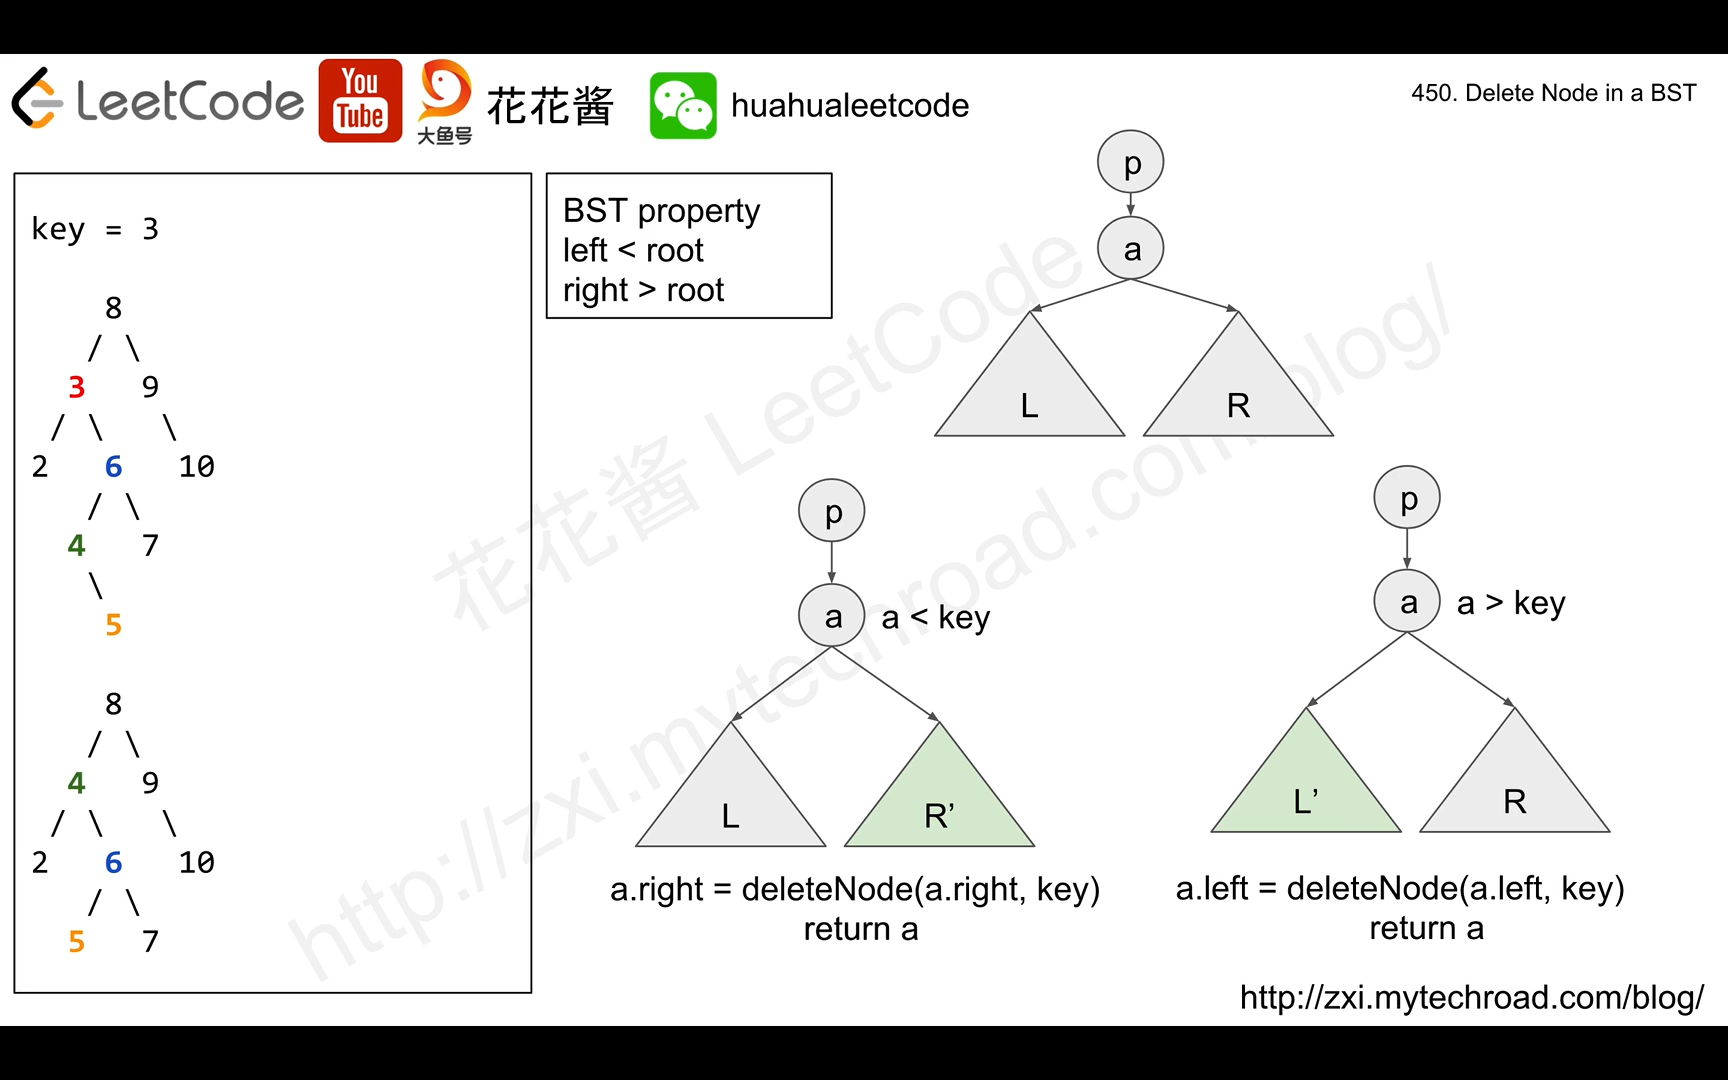 LeetCode
You
Tube
大鱼号
花花酱
huahualeetcode
450. Delete Node in a BST
key = 3
8
/ \
3 9
/ \ \
2 6 10
/ \
4 7
\
5
8
/ \
4 9
/ \ \
2 6 10
/ \
5 7
BST property
left < root
right > root
p
a
L R
p
a a < key
L R’
a.right = deleteNode(a.right, key)
return a
p
a a > key
L’ R
a.left = deleteNode(a.left, key)
return a
花花酱 LeetCode
http://zxi.mytechroad.com/blog/
http://zxi.mytechroad.com/blog/